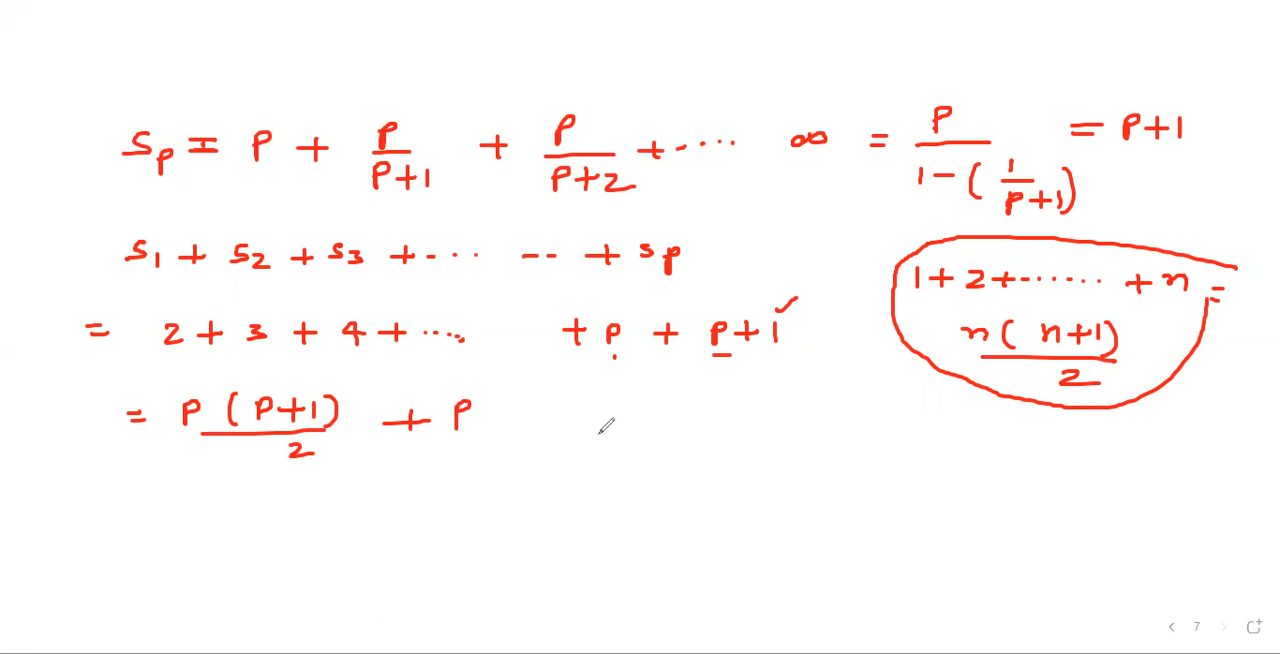 Sp = P + P/(P+1) + P/(P+2) + ..... ∞ = P/(1-(1/(P+1))) = P+1
S1 + S2 + S3 + .... -- + Sp
1 + 2 + ...... + n =
= 2 + 3 + 4 + ..... + P + P+1 ✓
n(n+1)/2
= P(P+1)/2 + P
7